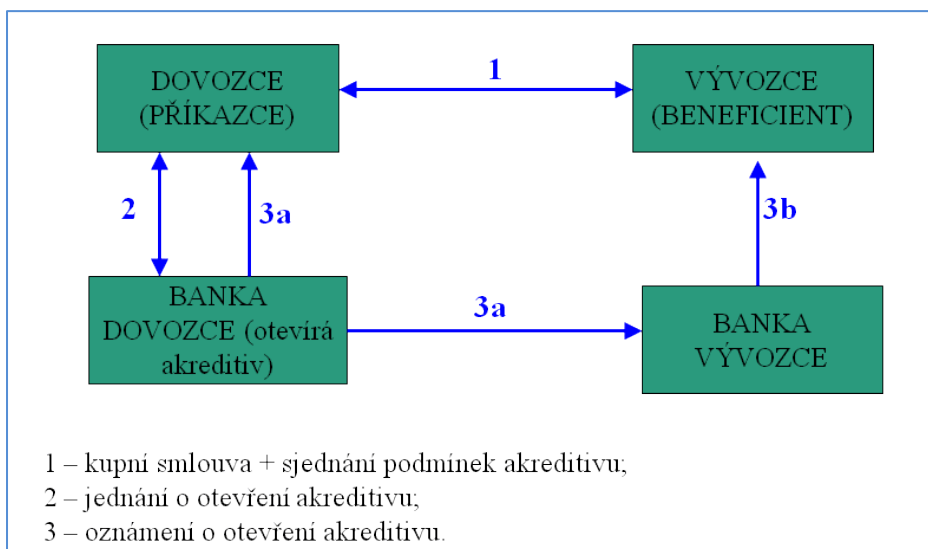 DOVOZCE
(PŘÍKAZCE)
1
VÝVOZCE
(BENEFICIENT)
2
3a
3b
BANKA
DOVOZCE (otevírá
akreditiv)
3a
BANKA
VÝVOZCE
1 – kupní smlouva + sjednání podmínek akreditivu;
2 – jednání o otevření akreditivu;
3 – oznámení o otevření akreditivu.